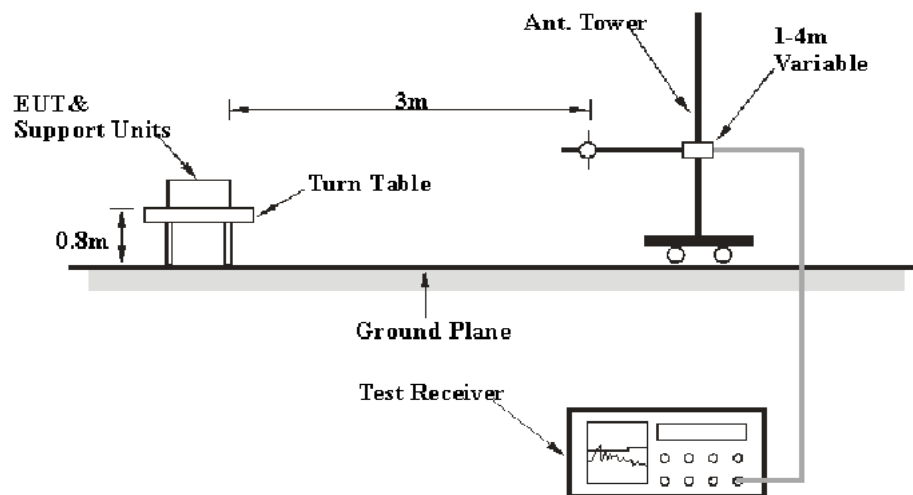 Ant. Tower
1-4m
Variable
3m
EUT &
Support Units
Turn Table
0.8m
Ground Plane
Test Receiver